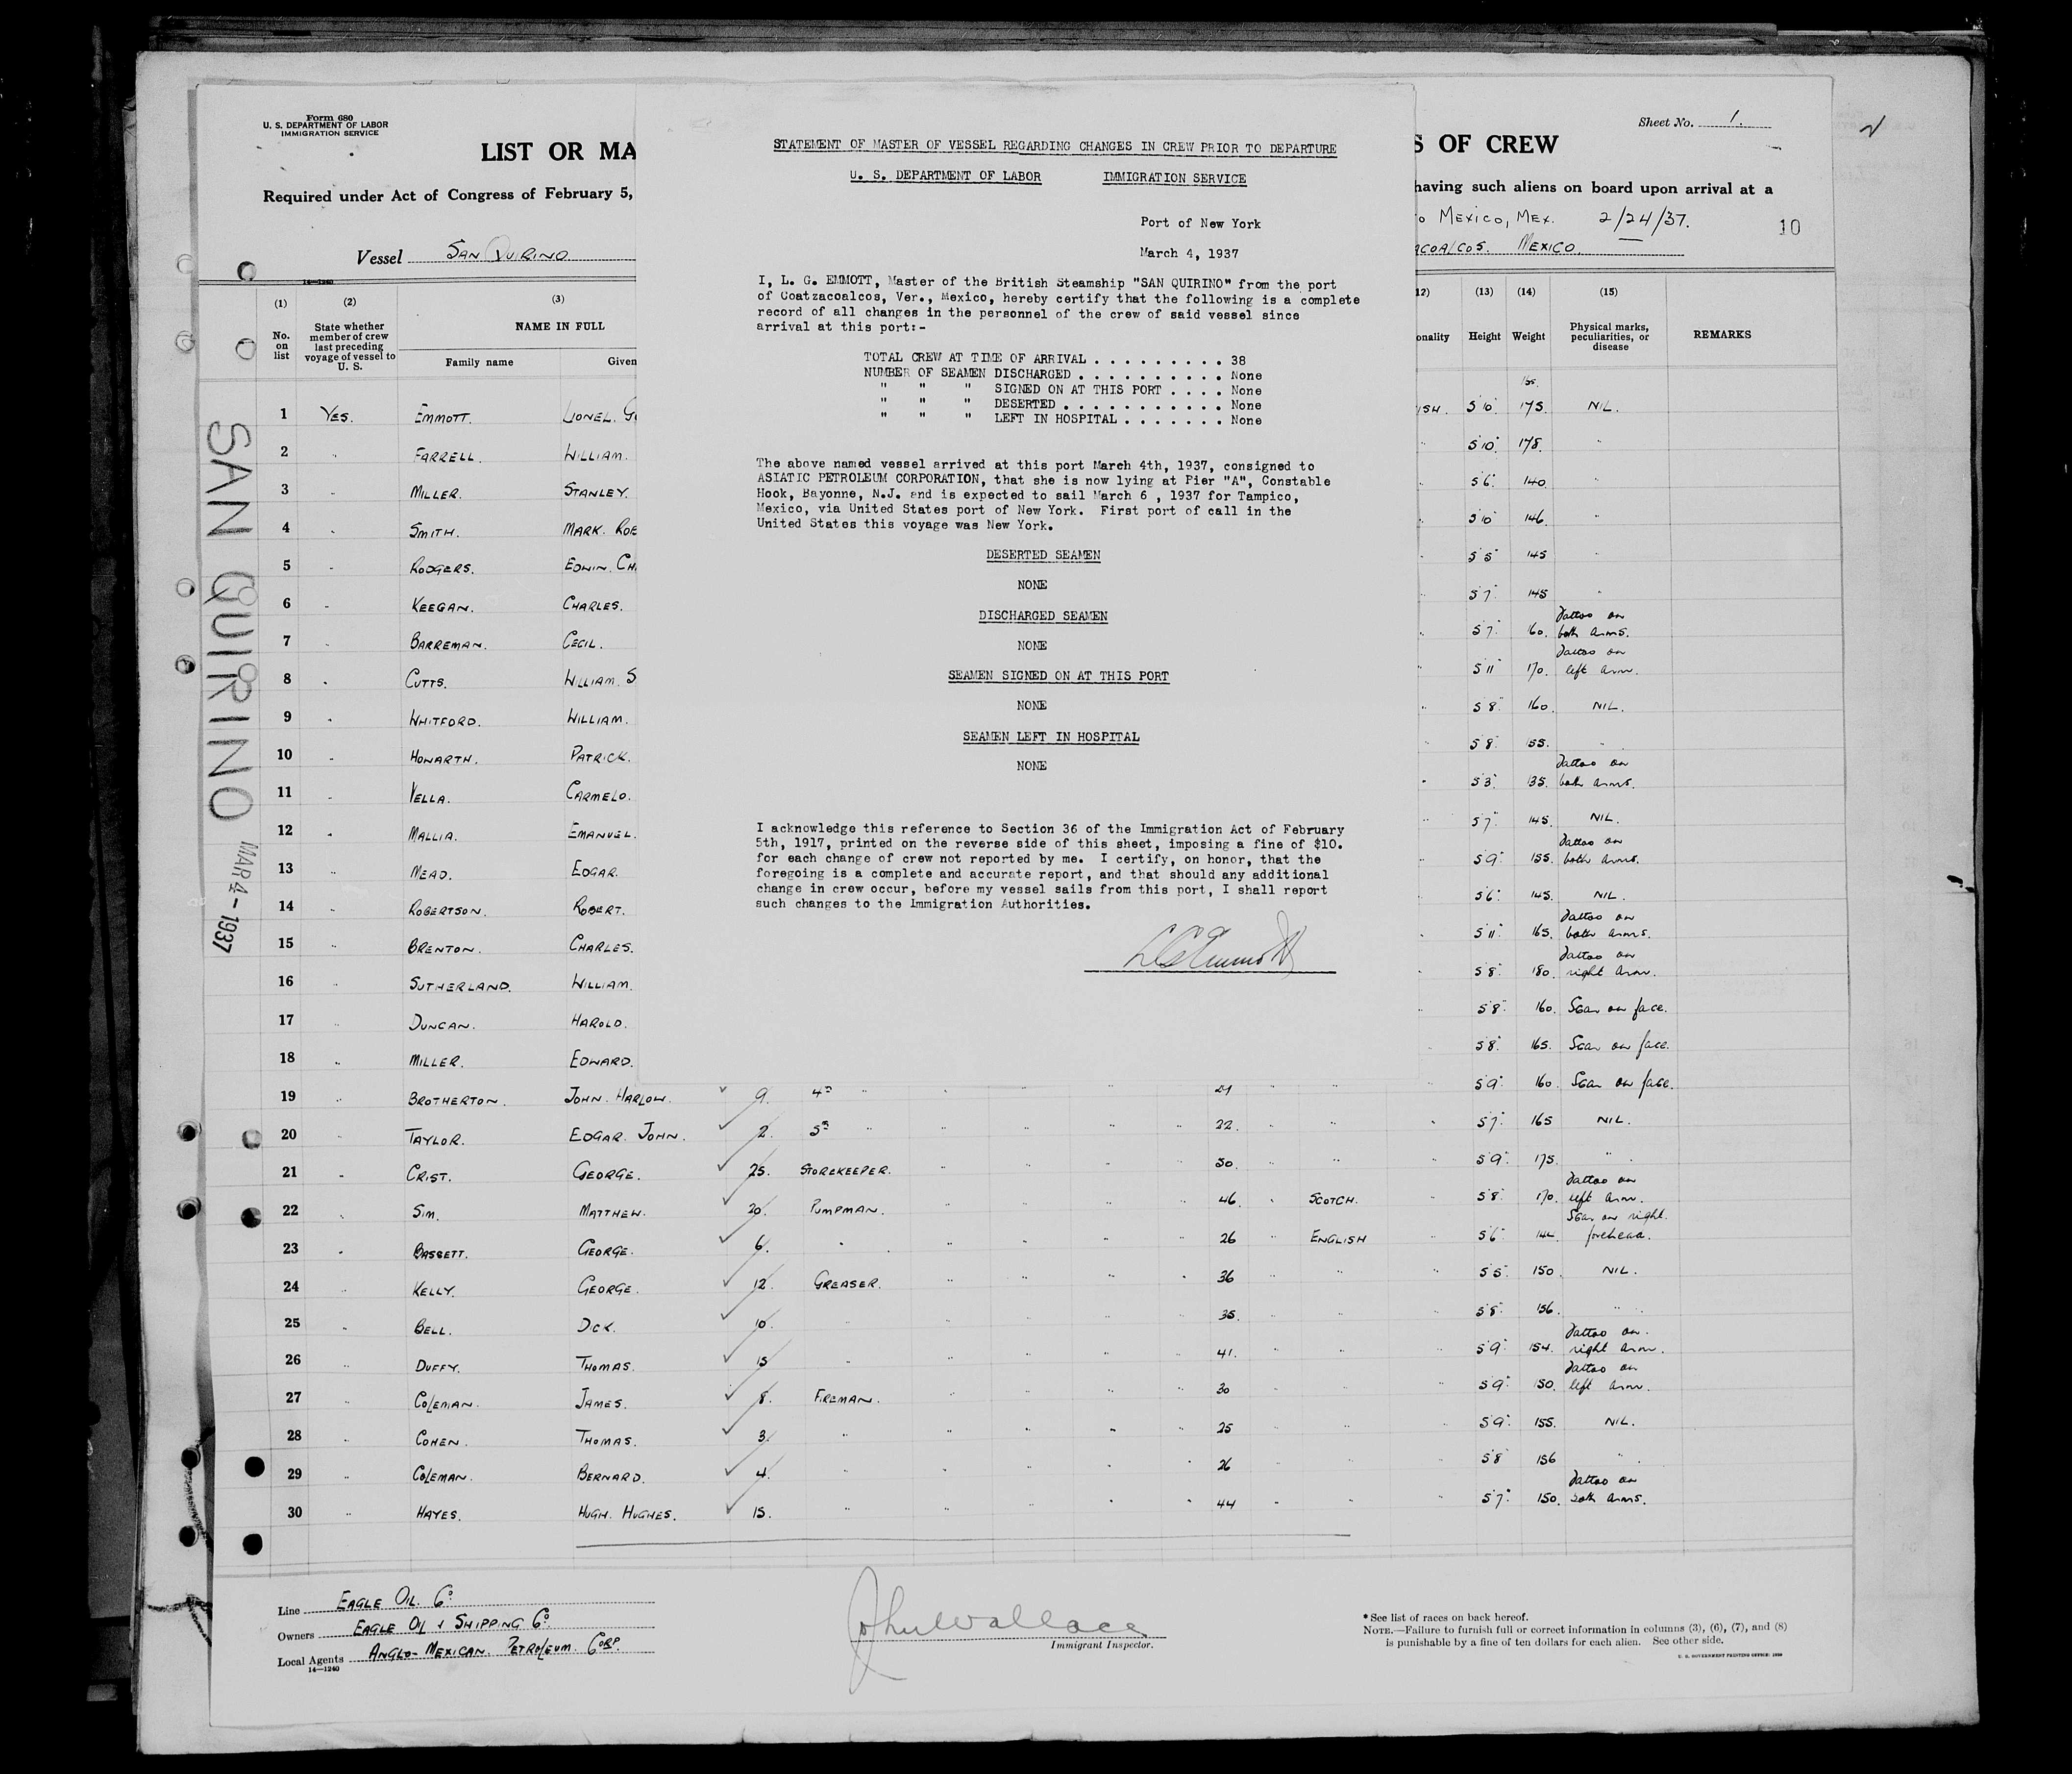 Form 680
U. S. DEPARTMENT OF LABOR
IMMIGRATION SERVICE
Sheet No. 1.
LIST OR MA
S OF CREW
Required under Act of Congress of February 5,
having such aliens on board upon arrival at a
Vessel SAN QUIRINO
o MEXICO, MEX. 2/24/37.
10
ACOALCOS. MEXICO.
14—1240
STATEMENT OF MASTER OF VESSEL REGARDING CHANGES IN CREW PRIOR TO DEPARTURE
U. S. DEPARTMENT OF LABOR IMMIGRATION SERVICE
Port of New York
March 4, 1937
I, L. G. EMMOTT, Master of the British Steamship "SAN QUIRINO" from the port
of Coatzacoalcos, Ver., Mexico, hereby certify that the following is a complete
record of all changes in the personnel of the crew of said vessel since
arrival at this port:-
TOTAL CREW AT TIME OF ARRIVAL . . . . . . . . . 38
NUMBER OF SEAMEN DISCHARGED . . . . . . . . . . None
" " " SIGNED ON AT THIS PORT . . . . None
" " " DESERTED . . . . . . . . . . . None
" " " LEFT IN HOSPITAL . . . . . . . None
The above named vessel arrived at this port March 4th, 1937, consigned to
ASIATIC PETROLEUM CORPORATION, that she is now lying at Pier "A", Constable
Hook, Bayonne, N.J. and is expected to sail March 6 , 1937 for Tampico,
Mexico, via United States port of New York. First port of call in the
United States this voyage was New York.
DESERTED SEAMEN
NONE
DISCHARGED SEAMEN
NONE
SEAMEN SIGNED ON AT THIS PORT
NONE
SEAMEN LEFT IN HOSPITAL
NONE
I acknowledge this reference to Section 36 of the Immigration Act of February
5th, 1917, printed on the reverse side of this sheet, imposing a fine of $10.
for each change of crew not reported by me. I certify, on honor, that the
foregoing is a complete and accurate report, and that should any additional
change in crew occur, before my vessel sails from this port, I shall report
such changes to the Immigration Authorities.
L G Emmott
SAN QUIRINO
MAR 4 - 1937
(1) (2) (3) 12) (13) (14) (15)
No. on list
State whether member of crew last preceding voyage of vessel to U. S.
NAME IN FULL
Family name Given
onality Height Weight Physical marks, peculiarities, or disease REMARKS
lbs.
1 YES. EMMOTT. LIONEL. G ISH. 5'10" 175. NIL.
2 " FARRELL. WILLIAM. " 5'10" 178. "
3 " MILLER. STANLEY. " 5'6" 140. "
4 " SMITH. MARK. ROB " 5'10" 146. "
5 " RODGERS. EDWIN. CH " 5'5" 145 "
6 " KEEGAN. CHARLES. " 5'7" 145 "
7 " BARREMAN. CECIL. " 5'7" 160. Tattoo on both arms.
8 " CUTTS. WILLIAM. S " 5'11" 170. Tattoo on left arm.
9 " WHITFORD. WILLIAM. " 5'8" 160. NIL.
10 " HOWARTH. PATRICK. " 5'8" 155. "
11 " VELLA. CARMELO. " 5'3" 135. Tattoo on both arms.
12 " MALLIA. EMANUEL. " 5'7" 145. NIL.
13 " MEAD. EDGAR. " 5'9" 155. Tattoo on both arms.
14 " ROBERTSON. ROBERT. " 5'6" 145. NIL.
15 " BRENTON. CHARLES. " 5'11" 165. Tattoo on both arms.
16 " SUTHERLAND. WILLIAM. " 5'8" 180. Tattoo on right arm.
17 " DUNCAN. HAROLD. " 5'8" 160. Scar on face.
18 " MILLER. EDWARD. " 5'8" 165. Scar on face.
19 " BROTHERTON. JOHN. HARLOW. 9. 4th " " " " " " " 5'9" 160. Scar on face.
20 " TAYLOR. EDGAR. JOHN. 2. 5th " " " " " 22. " " " 5'7" 165 NIL.
21 " CRIST. GEORGE. 25. STOREKEEPER. " " " " 50. " " " 5'9" 175. "
22 " SIM. MATTHEW. 20. PUMPMAN. " " " " 46. " SCOTCH. " 5'8" 170. Tattoo on left arm.
23 " BASSETT. GEORGE. 6. " " " " " 26 " ENGLISH " 5'6" Scar on right. forehead.
24 " KELLY. GEORGE. 12. GREASER. " " " " 36 " " " 5'5" 150. NIL.
25 " BELL. DICK. 10. " " " " " 35. " " " 5'8" 156. "
26 " DUFFY. THOMAS. 15 " " " " " 41. " " " 5'9" 154. Tattoo on. right arm.
27 " COLEMAN. JAMES. 8. FIREMAN. " " " " 30 " " " 5'9" 150. Tattoo on left arm.
28 " COHEN. THOMAS. 3. " " " " " 25 " " " 5'9" 155. NIL.
29 " COLEMAN. BERNARD. 4. " " " " " 26 " " " 5'8" 156 "
30 " HAYES. HUGH. HUGHES. 15. " " " " " 44 " " " 5'7" 150. Tattoo on both arms.
Line EAGLE OIL. Co.
Owners EAGLE OIL & SHIPPING Co.
Local Agents ANGLO-MEXICAN. PETROLEUM. CORP.
14—1240
John Wallace
Immigrant Inspector.
* See list of races on back hereof.
NOTE.—Failure to furnish full or correct information in columns (3), (6), (7), and (8)
is punishable by a fine of ten dollars for each alien. See other side.
U. S. GOVERNMENT PRINTING OFFICE: